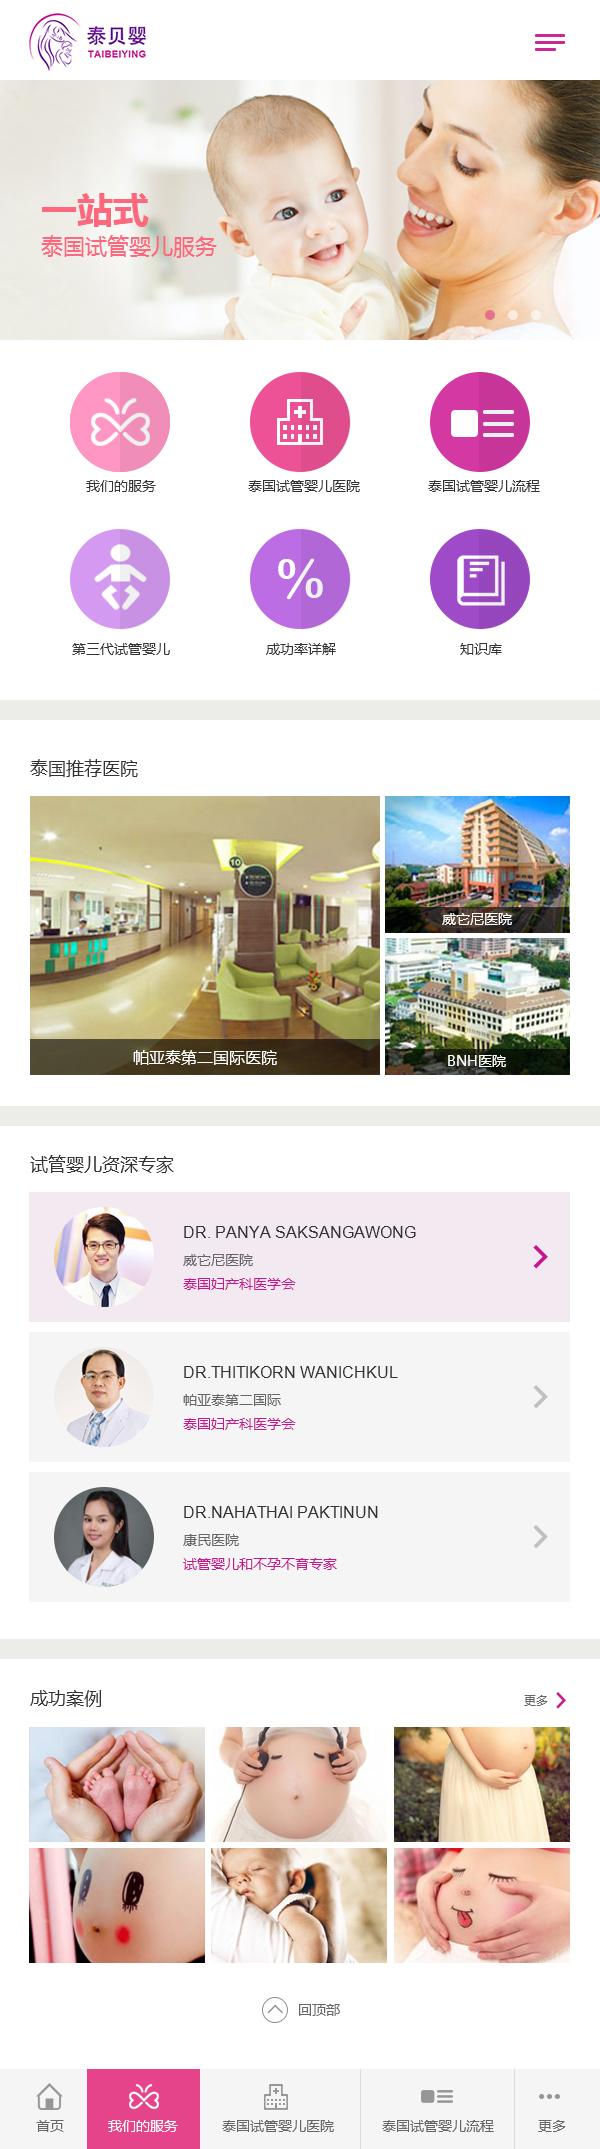 泰贝婴
TAIBEIYING
一站式
泰国试管婴儿服务
我们的服务
泰国试管婴儿医院
泰国试管婴儿流程
%
第三代试管婴儿
成功率详解
知识库
泰国推荐医院
10
帕亚泰第二国际医院
威它尼医院
BNH医院
试管婴儿资深专家
DR. PANYA SAKSANGAWONG
威它尼医院
泰国妇产科医学会
DR.THITIKORN WANICHKUL
帕亚泰第二国际
泰国妇产科医学会
DR.NAHATHAI PAKTINUN
康民医院
试管婴儿和不孕不育专家
成功案例
更多
回顶部
首页
我们的服务
泰国试管婴儿医院
泰国试管婴儿流程
更多